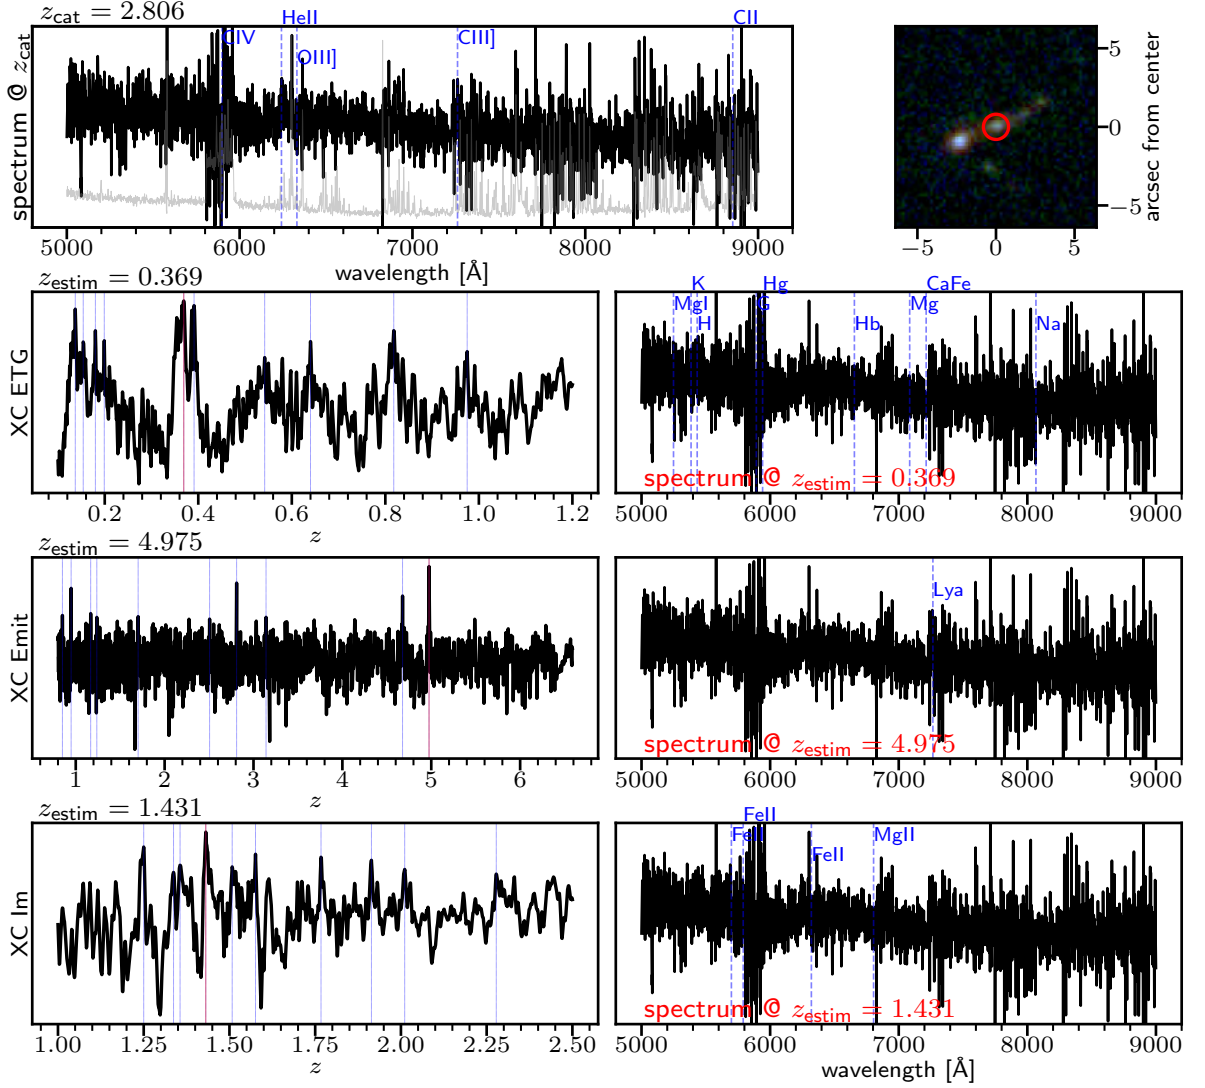 z_cat = 2.806
HeII
CII
CIV
CIII]
OIII]
spectrum @ z_cat
5000 6000 7000 8000 9000
wavelength [Å]
5
0
−5
arcsec from center
−5 0 5
z_estim = 0.369
XC ETG
0.2 0.4 0.6 0.8 1.0 1.2
z
K
Hg
CaFe
MgI
G
Mg
H
Hb
Na
spectrum @ z_estim = 0.369
5000 6000 7000 8000 9000
z_estim = 4.975
XC Emit
1 2 3 4 5 6
z
Lya
spectrum @ z_estim = 4.975
5000 6000 7000 8000 9000
z_estim = 1.431
XC Im
1.00 1.25 1.50 1.75 2.00 2.25 2.50
z
FeII
FeII
MgII
FeII
spectrum @ z_estim = 1.431
5000 6000 7000 8000 9000
wavelength [Å]